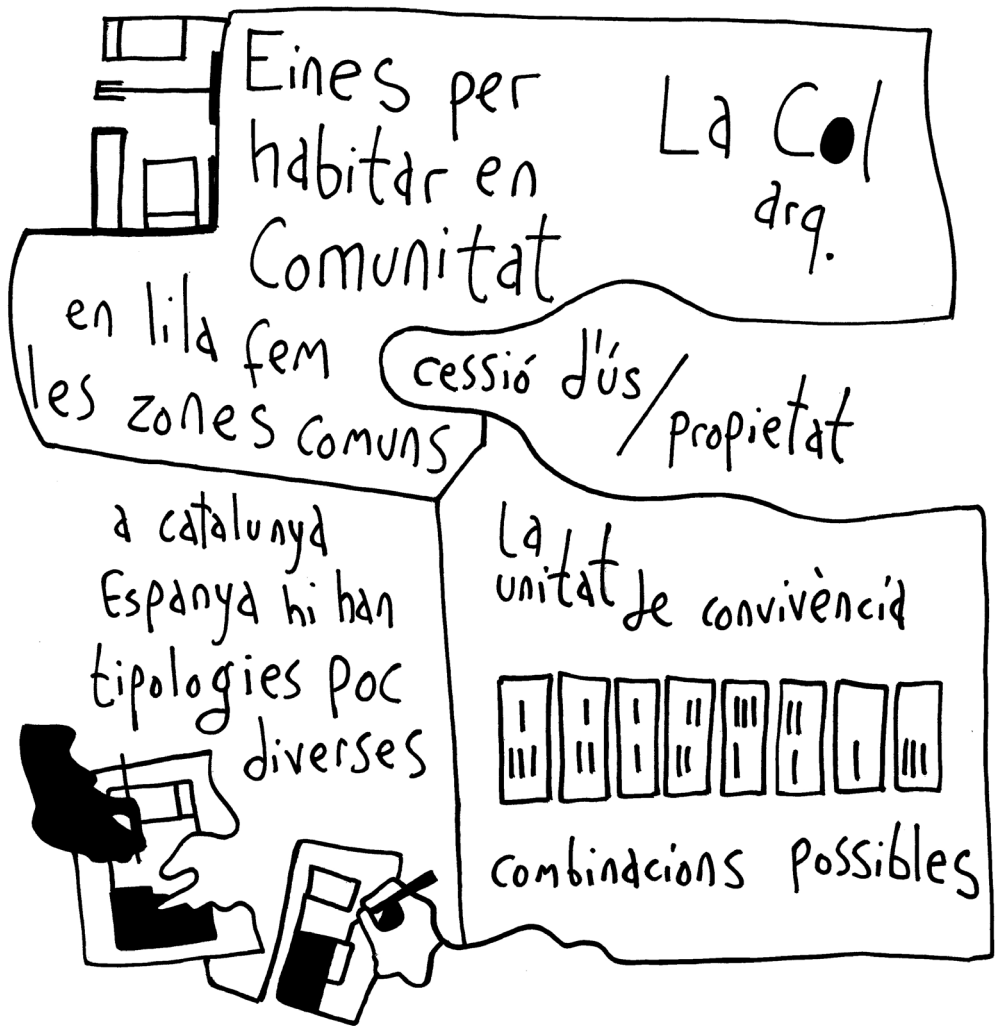 Eines per
habitar en
Comunitat
La Col
arq.
en lila fem
les zones comuns
cessió d'ús /
propietat
a catalunya
Espanya hi han
tipologies poc
diverses
La
unitat de convivència
combinacions possibles